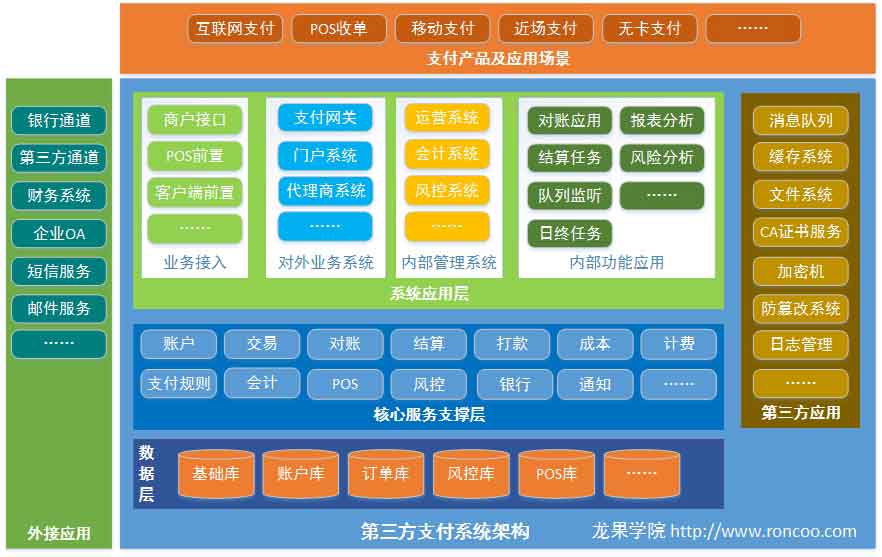 互联网支付 POS收单 移动支付 近场支付 无卡支付 ……
支付产品及应用场景
银行通道
第三方通道
财务系统
企业OA
短信服务
邮件服务
……
外接应用
商户接口
POS前置
客户端前置
……
业务接入
支付网关
门户系统
代理商系统
……
对外业务系统
运营系统
会计系统
风控系统
……
内部管理系统
对账应用 报表分析
结算任务 风险分析
队列监听 ……
日终任务
内部功能应用
系统应用层
账户 交易 对账 结算 打款 成本 计费
支付规则 会计 POS 风控 银行 通知 ……
核心服务支撑层
数据层
基础库 账户库 订单库 风控库 POS库 ……
消息队列
缓存系统
文件系统
CA证书服务
加密机
防篡改系统
日志管理
……
第三方应用
第三方支付系统架构 龙果学院 http://www.roncoo.com